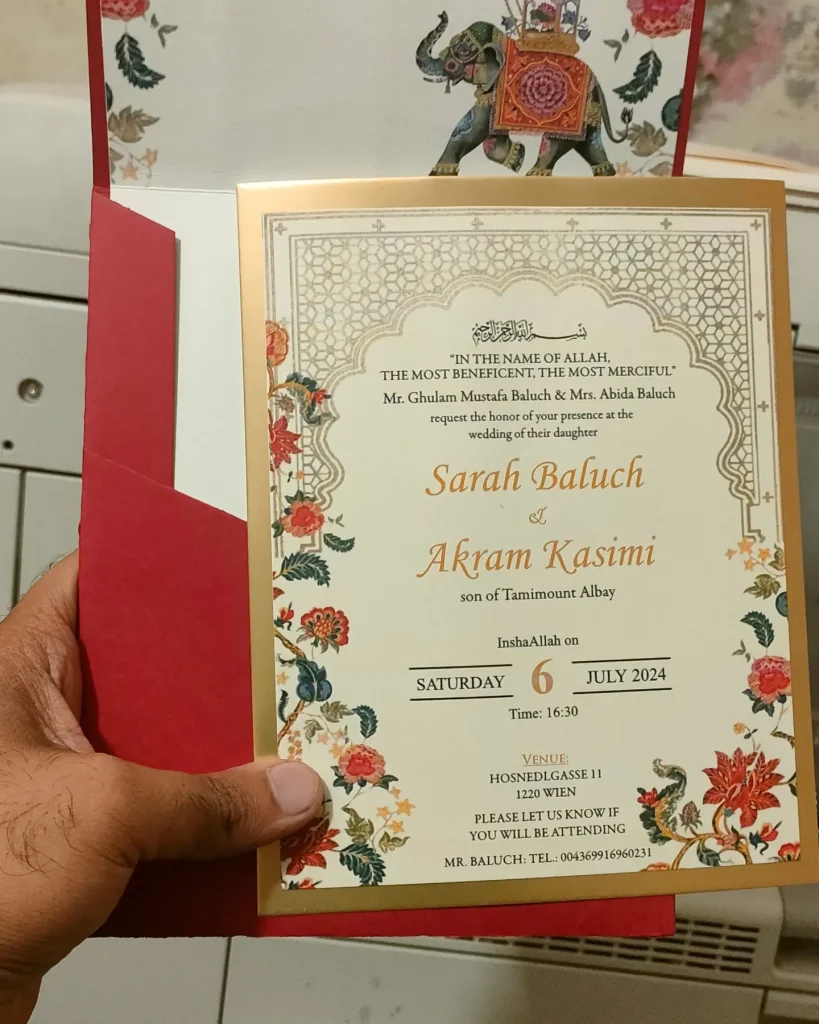 بسم الله الرحمن الرحيم
"IN THE NAME OF ALLAH,
THE MOST BENEFICENT, THE MOST MERCIFUL"
Mr. Ghulam Mustafa Baluch & Mrs. Abida Baluch
request the honor of your presence at the
wedding of their daughter
Sarah Baluch
&
Akram Kasimi
son of Tamimount Albay
InshaAllah on
SATURDAY 6 JULY 2024
Time: 16:30
VENUE:
HOSNEDLGASSE 11
1220 WIEN
PLEASE LET US KNOW IF
YOU WILL BE ATTENDING
MR. BALUCH: TEL.: 004369916960231